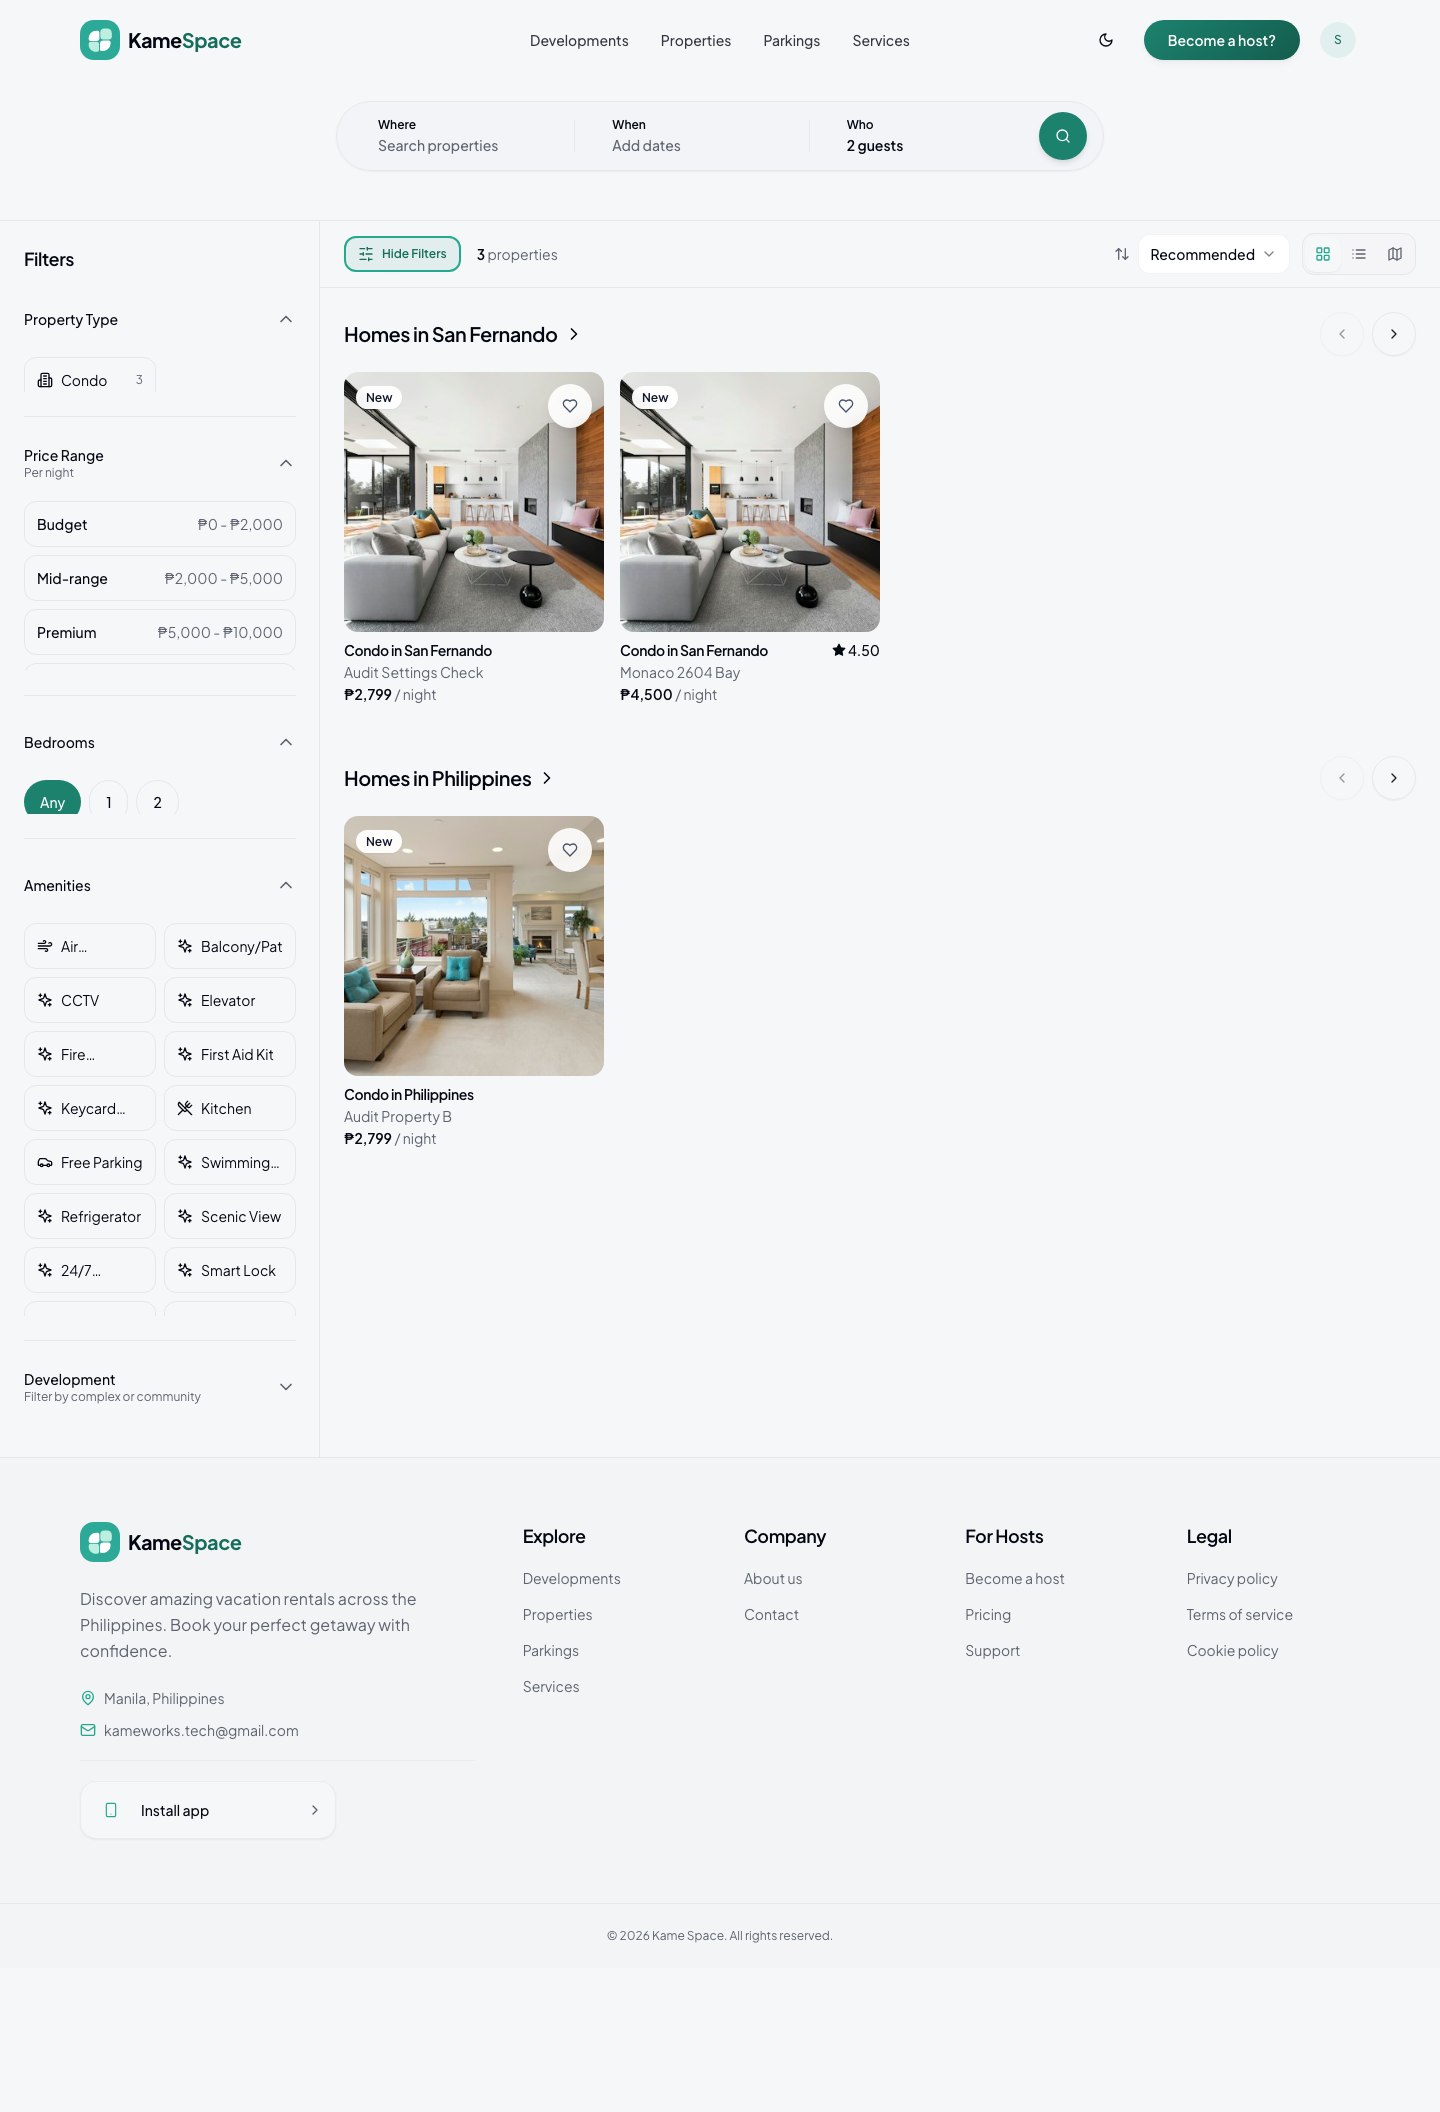 KameSpace
Developments
Properties
Parkings
Services
Become a host?
S
Where
Search properties
When
Add dates
Who
2 guests
Filters
Property Type
Condo 3
Price Range
Per night
Budget ₱0 - ₱2,000
Mid-range ₱2,000 - ₱5,000
Premium ₱5,000 - ₱10,000
Bedrooms
Any 1 2
Amenities
Air…
Balcony/Pat
CCTV
Elevator
Fire…
First Aid Kit
Keycard…
Kitchen
Free Parking
Swimming…
Refrigerator
Scenic View
24/7…
Smart Lock
Development
Filter by complex or community
Hide Filters
3 properties
Recommended
Homes in San Fernando
New
Condo in San Fernando
Audit Settings Check
₱2,799 / night
New
Condo in San Fernando 4.50
Monaco 2604 Bay
₱4,500 / night
Homes in Philippines
New
Condo in Philippines
Audit Property B
₱2,799 / night
KameSpace
Discover amazing vacation rentals across the
Philippines. Book your perfect getaway with
confidence.
Manila, Philippines
kameworks.tech@gmail.com
Install app
Explore
Developments
Properties
Parkings
Services
Company
About us
Contact
For Hosts
Become a host
Pricing
Support
Legal
Privacy policy
Terms of service
Cookie policy
© 2026 Kame Space. All rights reserved.